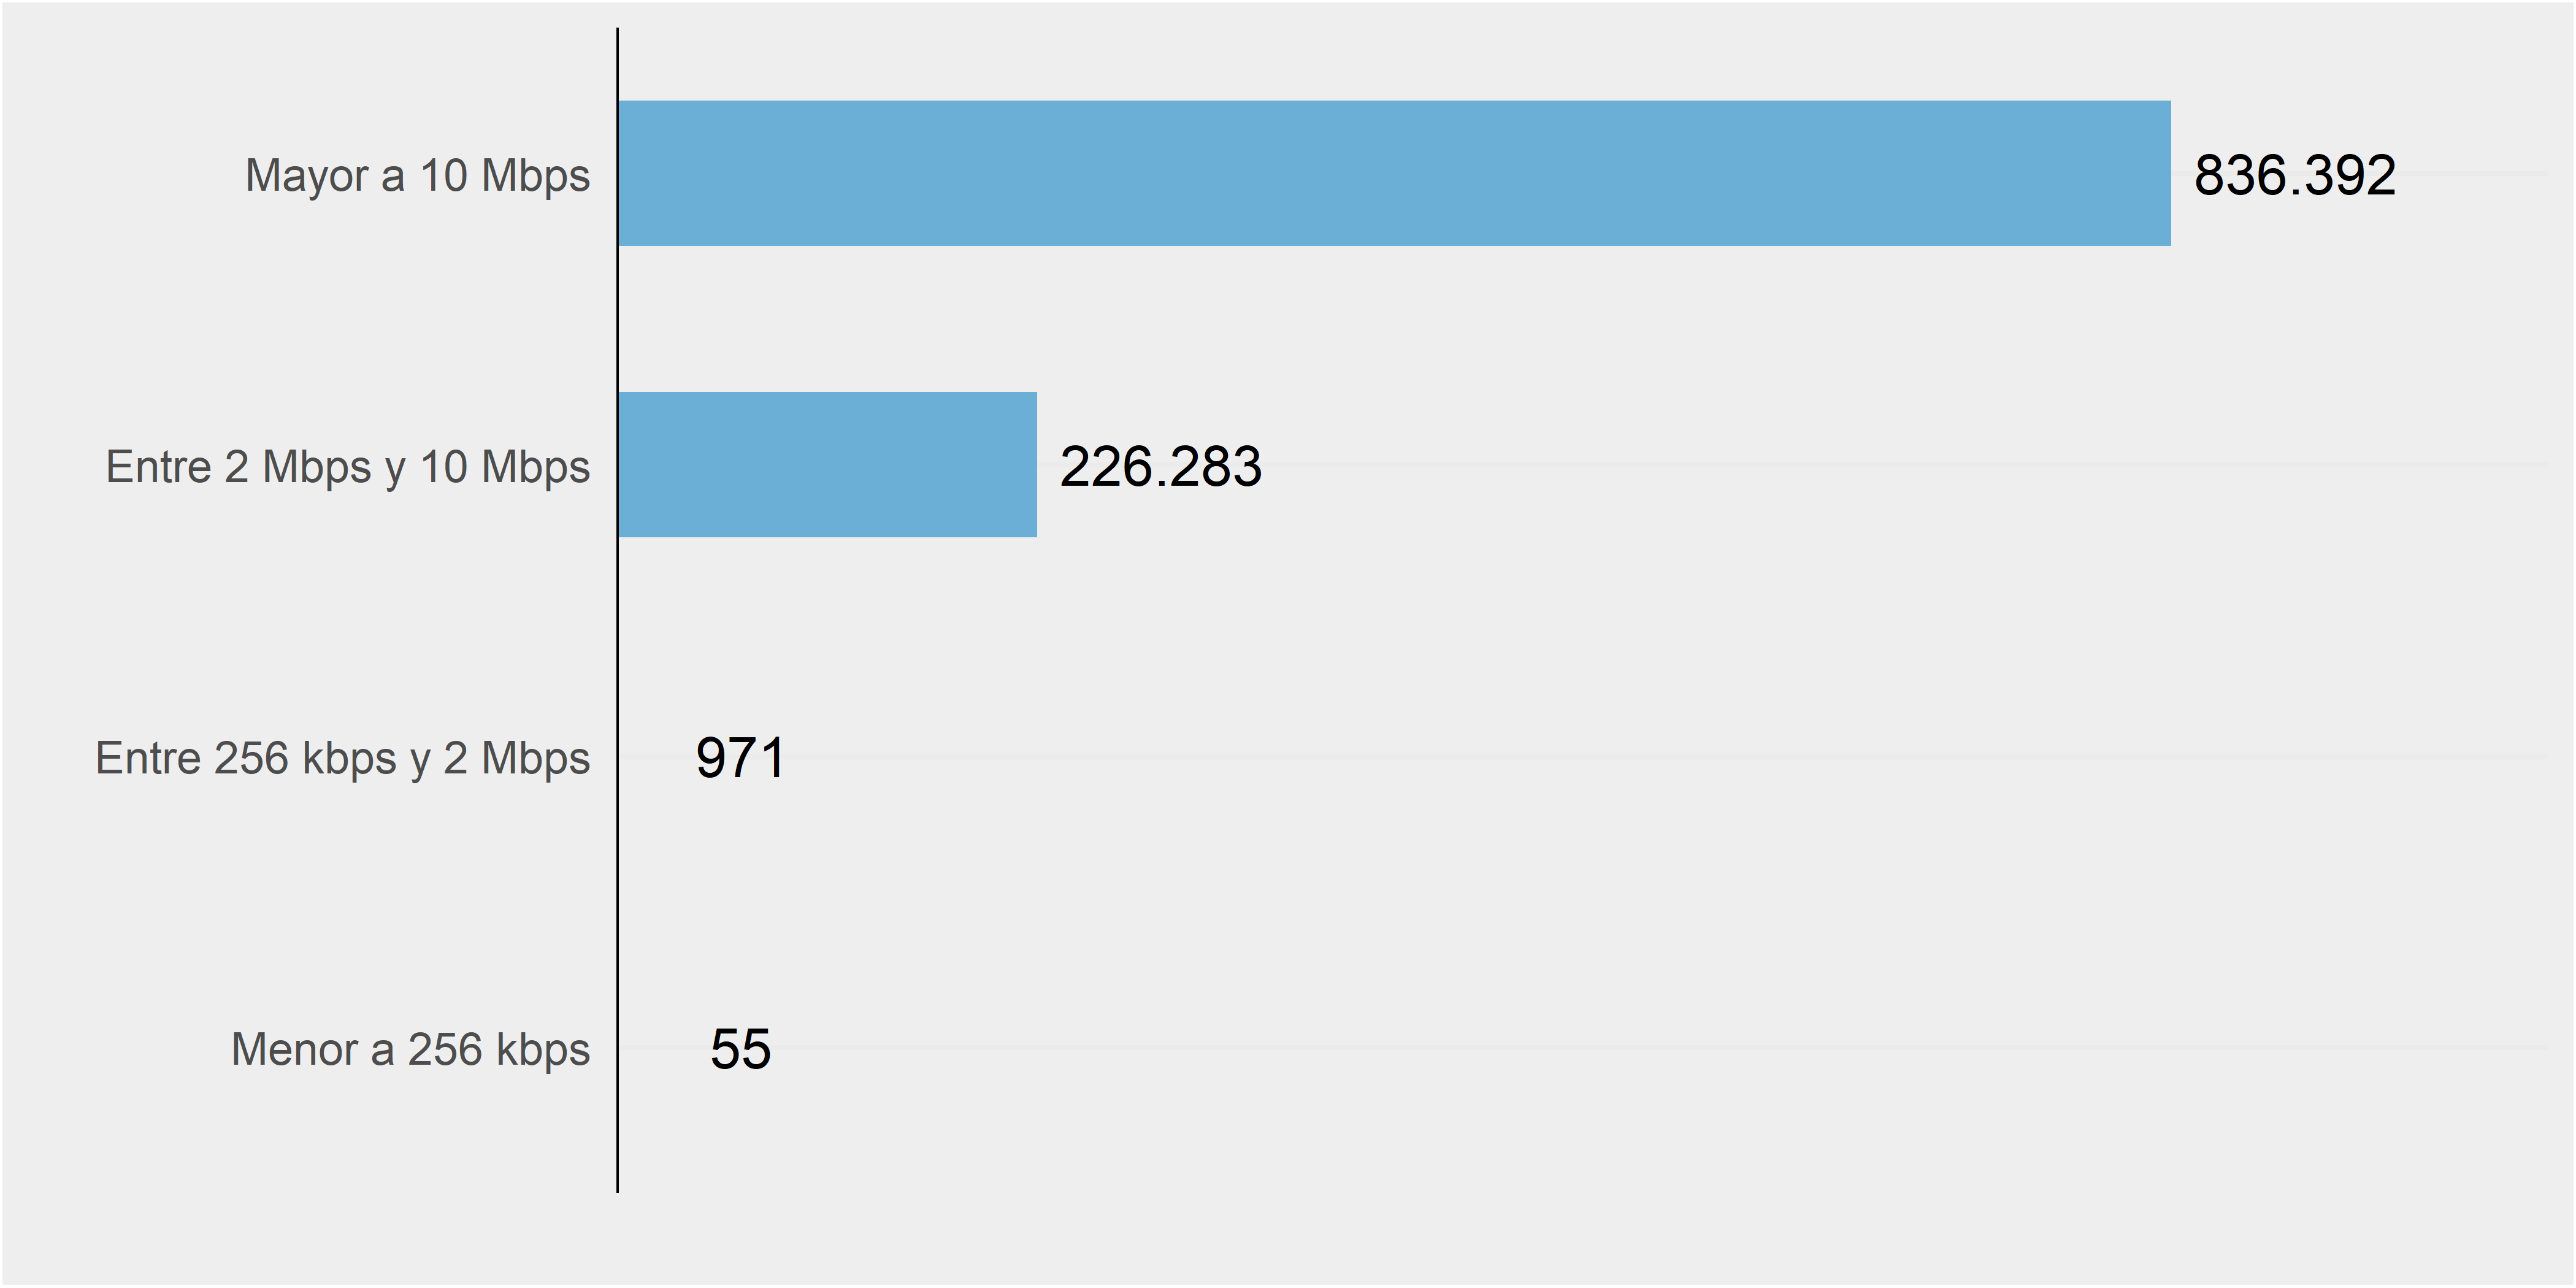 Mayor a 10 Mbps 836.392
Entre 2 Mbps y 10 Mbps 226.283
Entre 256 kbps y 2 Mbps 971
Menor a 256 kbps 55